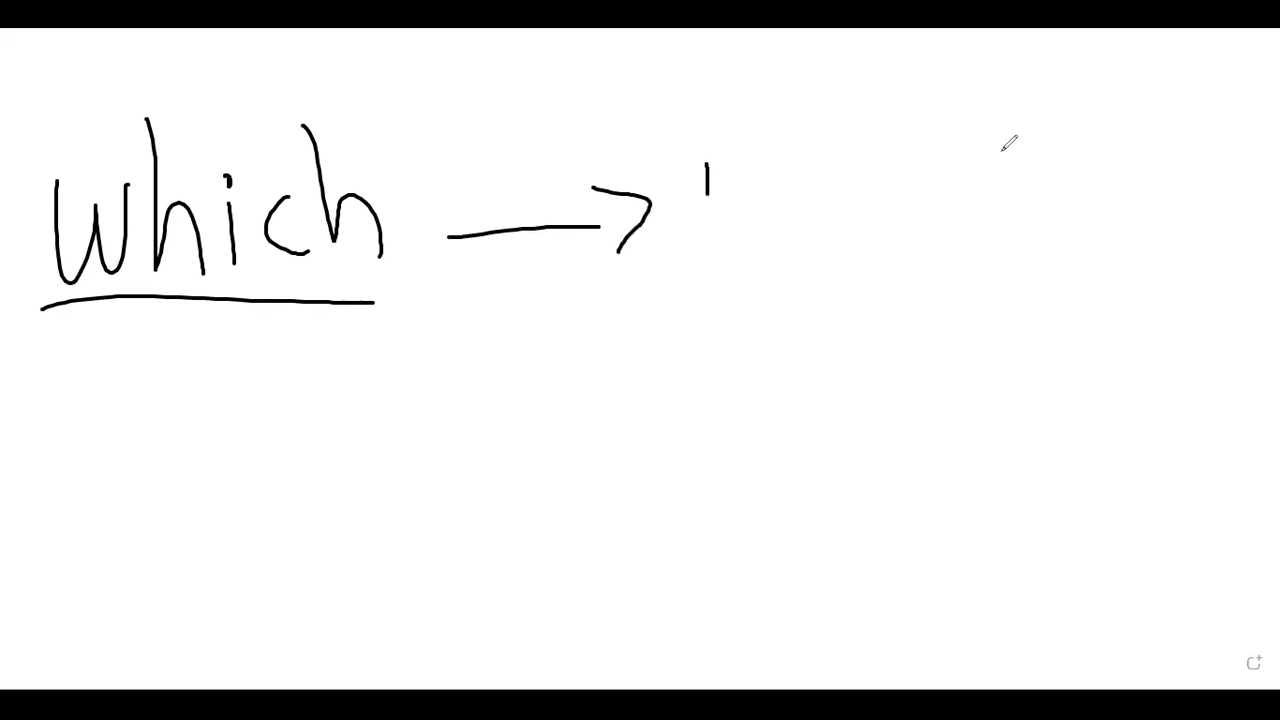 which → '